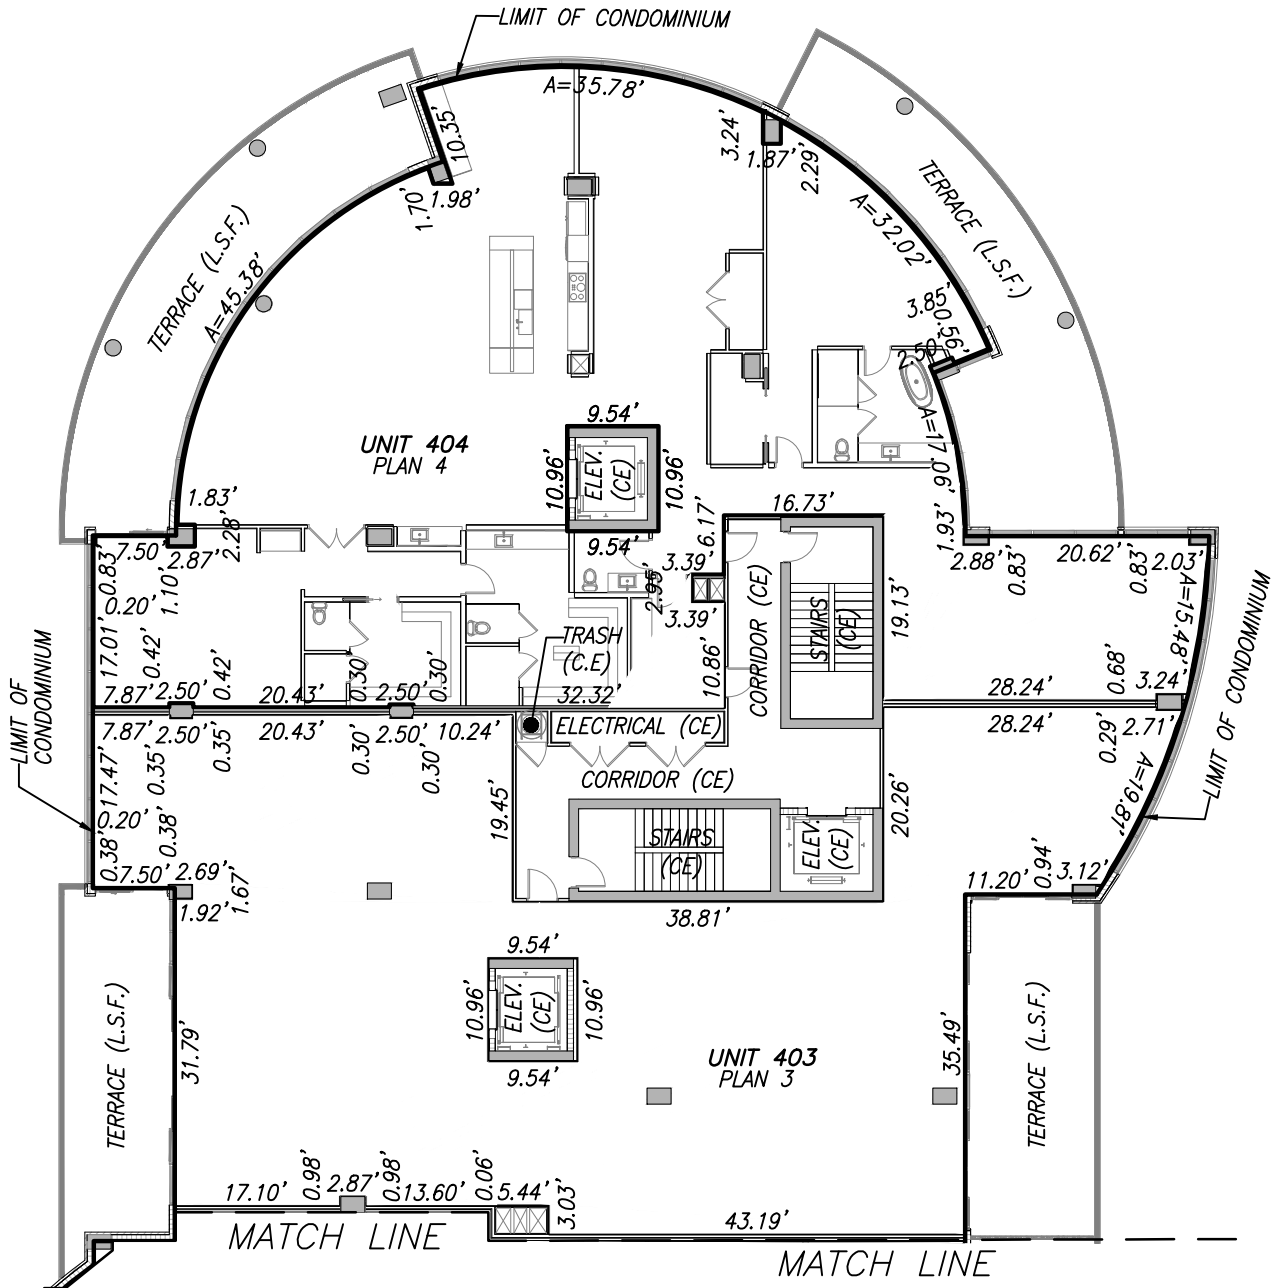 LIMIT OF CONDOMINIUM
A=35.78'
10.35'
3.24'
1.87'
2.29'
1.70'
1.98'
TERRACE (L.S.F.)
A=45.38'
A=32.02'
TERRACE (L.S.F.)
3.85'
0.56'
2.50'
9.54'
UNIT 404
PLAN 4
10.96'
ELEV.
(CE)
10.96'
A=17.06'
1.83'
16.73'
6.17'
1.93'
7.50'
2.87'
2.28'
9.54'
3.39'
2.88'
20.62'
2.03'
0.83'
0.20'
1.10'
2.95'
3.39'
0.83'
0.83'
A=15.48'
CORRIDOR (CE)
STAIRS
(CE)
19.13'
17.01'
0.42'
0.42'
TRASH
(C.E)
10.86'
0.68'
LIMIT OF
CONDOMINIUM
LIMIT OF CONDOMINIUM
7.87'
2.50'
20.43'
0.30'
2.50'
0.30'
32.32'
28.24'
3.24'
7.87'
2.50'
20.43'
2.50'
10.24'
ELECTRICAL (CE)
28.24'
2.71'
0.35'
0.35'
0.30'
0.30'
0.29'
17.47'
CORRIDOR (CE)
A=19.81'
0.20'
0.38'
0.38'
19.45'
STAIRS
(CE)
ELEV.
(CE)
20.26'
7.50'
2.69'
1.67'
1.92'
11.20'
0.94'
3.12'
38.81'
9.54'
10.96'
ELEV.
(CE)
10.96'
9.54'
TERRACE (L.S.F.)
31.79'
UNIT 403
PLAN 3
35.49'
TERRACE (L.S.F.)
17.10'
0.98'
2.87'
0.98'
13.60'
0.06'
5.44'
3.03'
43.19'
MATCH LINE
MATCH LINE